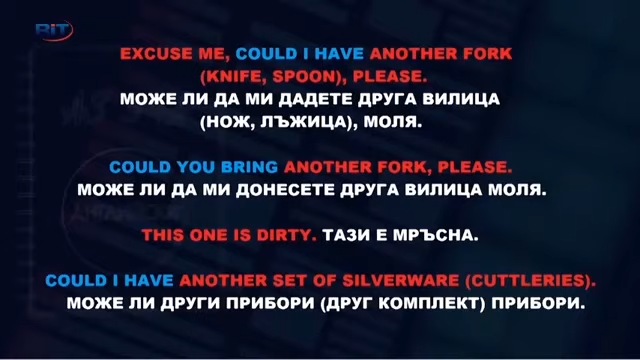 RiT
EXCUSE ME, COULD I HAVE ANOTHER FORK
(KNIFE, SPOON), PLEASE.
МОЖЕ ЛИ ДА МИ ДАДЕТЕ ДРУГА ВИЛИЦА
(НОЖ, ЛЪЖИЦА), МОЛЯ.
COULD YOU BRING ANOTHER FORK, PLEASE.
МОЖЕ ЛИ ДА МИ ДОНЕСЕТЕ ДРУГА ВИЛИЦА МОЛЯ.
THIS ONE IS DIRTY. ТАЗИ Е МРЪСНА.
COULD I HAVE ANOTHER SET OF SILVERWARE (CUTTLERIES).
МОЖЕ ЛИ ДРУГИ ПРИБОРИ (ДРУГ КОМПЛЕКТ) ПРИБОРИ.